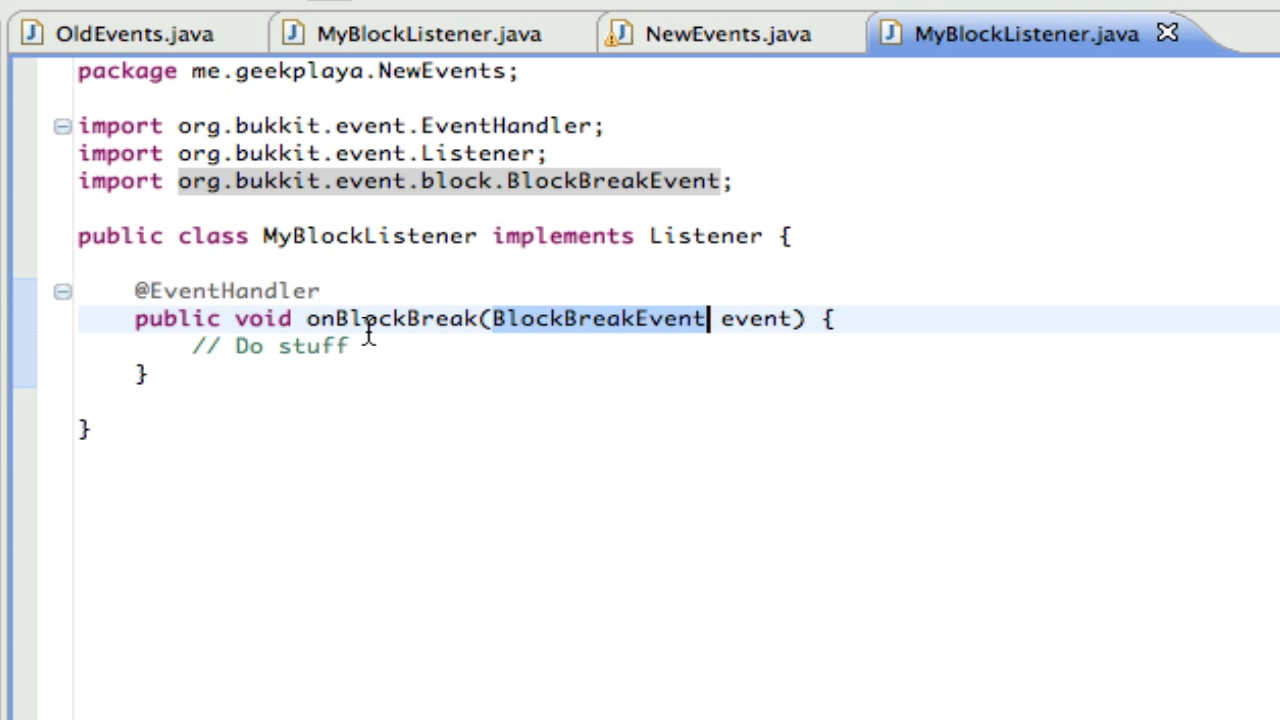 OldEvents.java
MyBlockListener.java
NewEvents.java
MyBlockListener.java
package me.geekplaya.NewEvents;
import org.bukkit.event.EventHandler;
import org.bukkit.event.Listener;
import org.bukkit.event.block.BlockBreakEvent;
public class MyBlockListener implements Listener {
@EventHandler
public void onBlockBreak(BlockBreakEvent event) {
// Do stuff
}
}